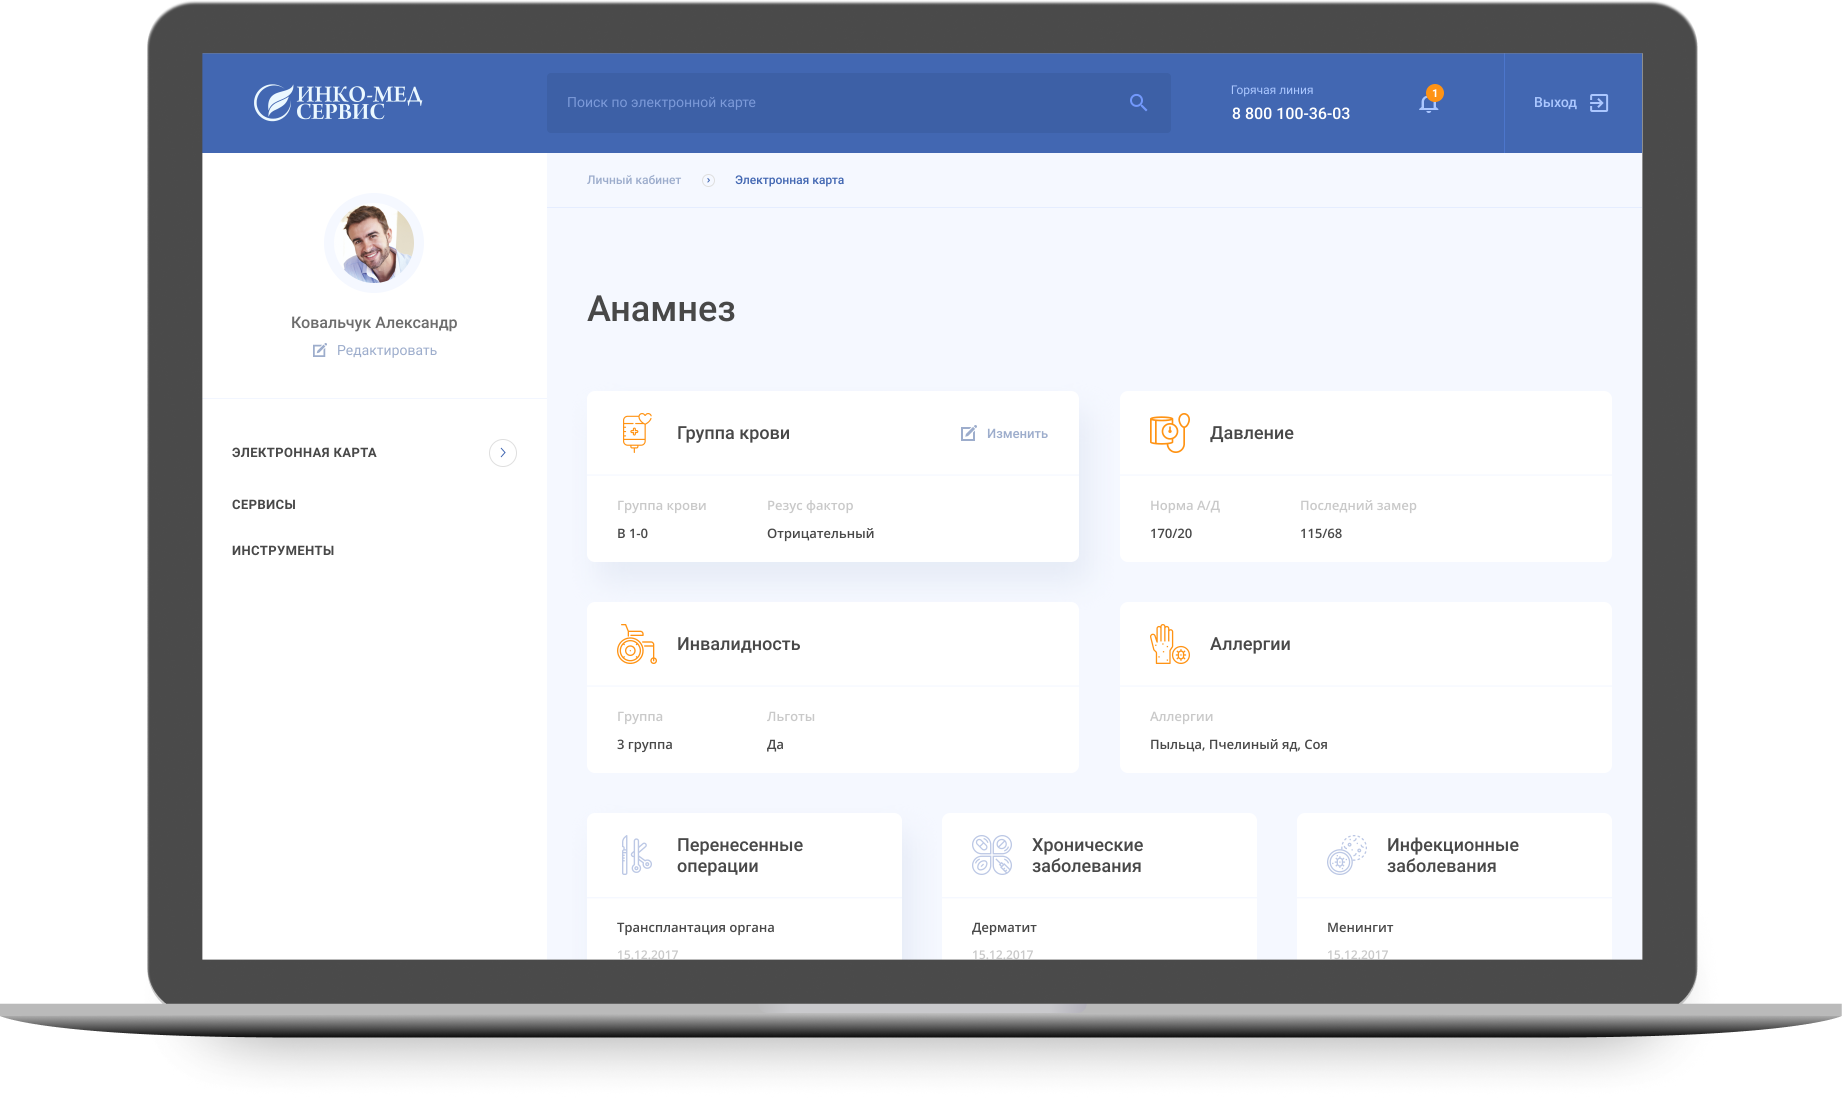 ИНКО-МЕД
СЕРВИС
Поиск по электронной карте
Горячая линия
8 800 100-36-03
1
Выход
Личный кабинет
Электронная карта
Ковальчук Александр
Редактировать
ЭЛЕКТРОННАЯ КАРТА
СЕРВИСЫ
ИНСТРУМЕНТЫ
Анамнез
Группа крови
Изменить
Группа крови
Резус фактор
В 1-0
Отрицательный
Давление
Норма А/Д
Последний замер
170/20
115/68
Инвалидность
Группа
Льготы
3 группа
Да
Аллергии
Аллергии
Пыльца, Пчелиный яд, Соя
Перенесенные
операции
Трансплантация органа
15.12.2017
Хронические
заболевания
Дерматит
15.12.2017
Инфекционные
заболевания
Менингит
15.12.2017